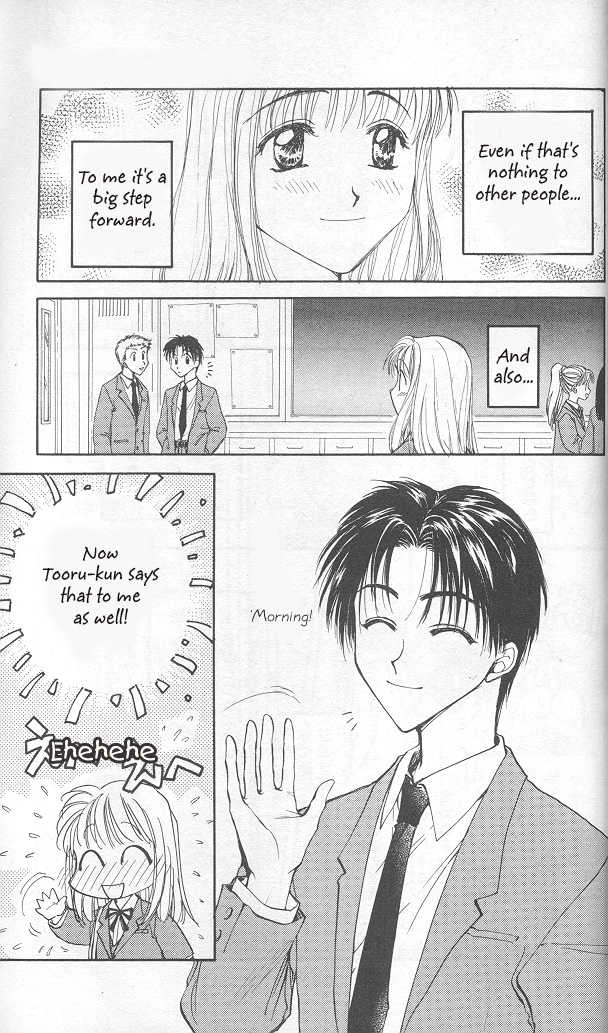 Even if that's
nothing to
other people...
To me it's a
big step
forward.
And
also...
'Morning!
Now
Tooru-kun says
that to me
as well!
Ehehehe